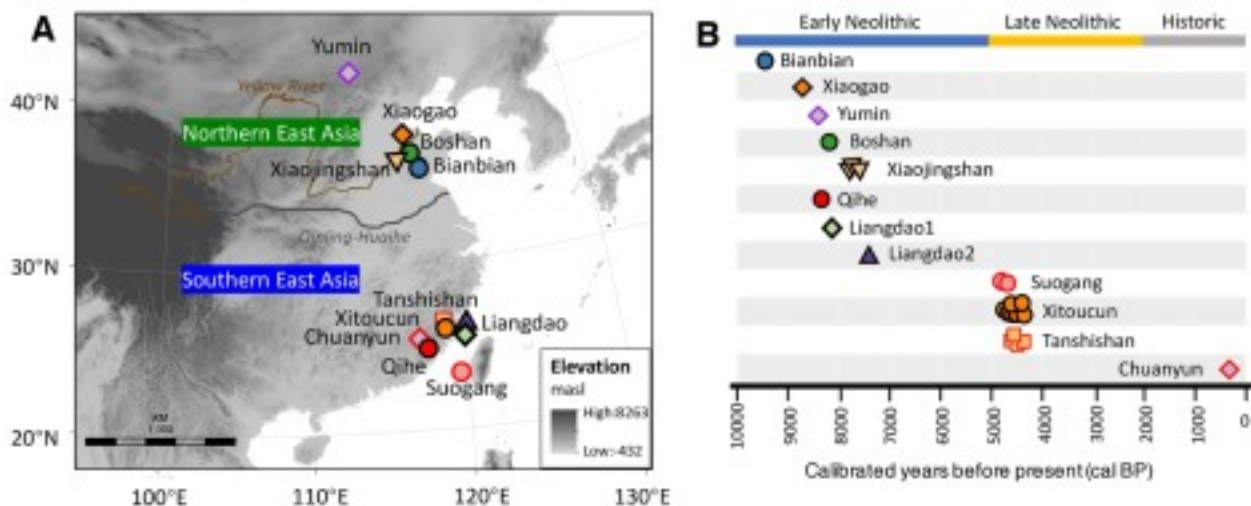 A
Yumin
Yellow River
40°N
Xiaogao
Northern East Asia
Boshan
Xiaojingshan
Bianbian
Qinling-Huaihe
30°N
Southern East Asia
Tanshishan
Xitoucun
Liangdao
Chuanyun
Qihe
Suogang
Elevation
masl
High:8263
Low:-432
KM
20°N
100°E
110°E
120°E
130°E
B
Early Neolithic
Late Neolithic
Historic
Bianbian
Xiaogao
Yumin
Boshan
Xiaojingshan
Qihe
Liangdao1
Liangdao2
Suogang
Xitoucun
Tanshishan
Chuanyun
10000
9000
8000
7000
6000
5000
4000
3000
2000
1000
0
Calibrated years before present (cal BP)